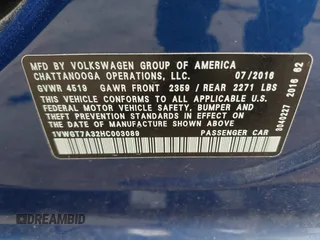 MFD BY VOLKSWAGEN GROUP OF AMERICA
CHATTANOOGA OPERATIONS, LLC. 07/2016
GVWR 4519 GAWR FRONT 2359 / REAR 2271 LBS
THIS VEHICLE CONFORMS TO ALL APPLICABLE
FEDERAL MOTOR VEHICLE SAFETY, BUMPER AND
THEFT PREVENTION STANDARDS IN EFFECT ON
THE DATE OF MANUFACTURE SHOWN ABOVE
1VWGT7A32HC003089 PASSENGER CAR
3040227 2016 62
DREAMBID